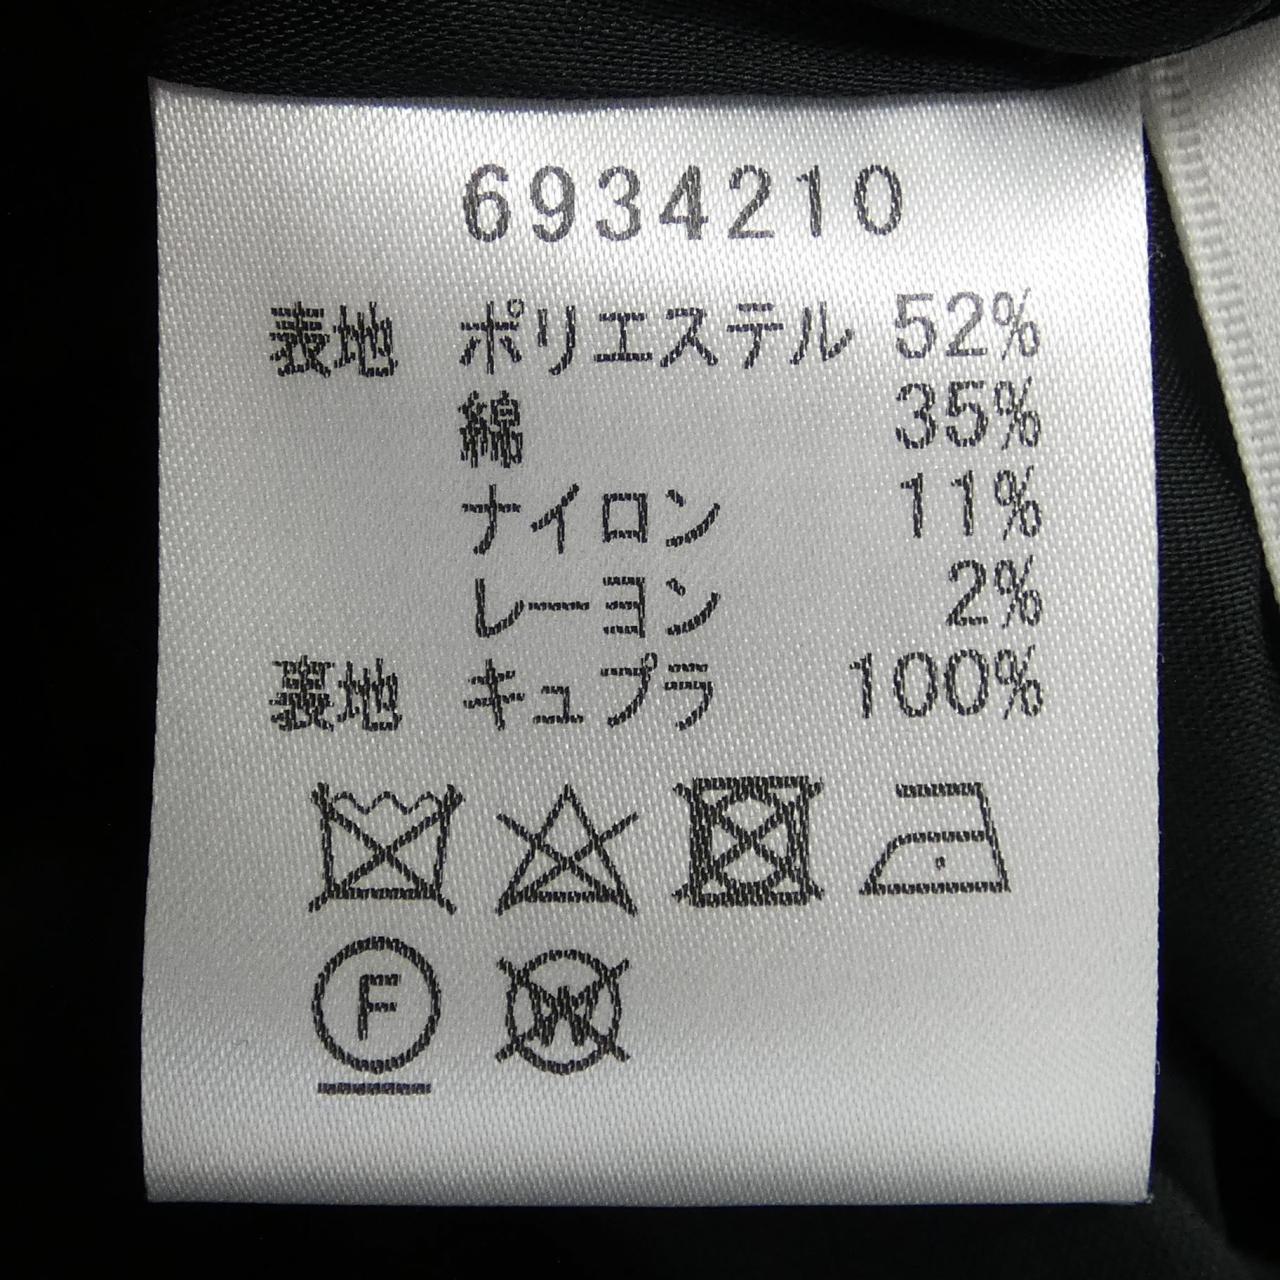 6934210
表地 ポリエステル 52%
綿 35%
ナイロン 11%
レーヨン 2%
裏地 キュプラ 100%
F W